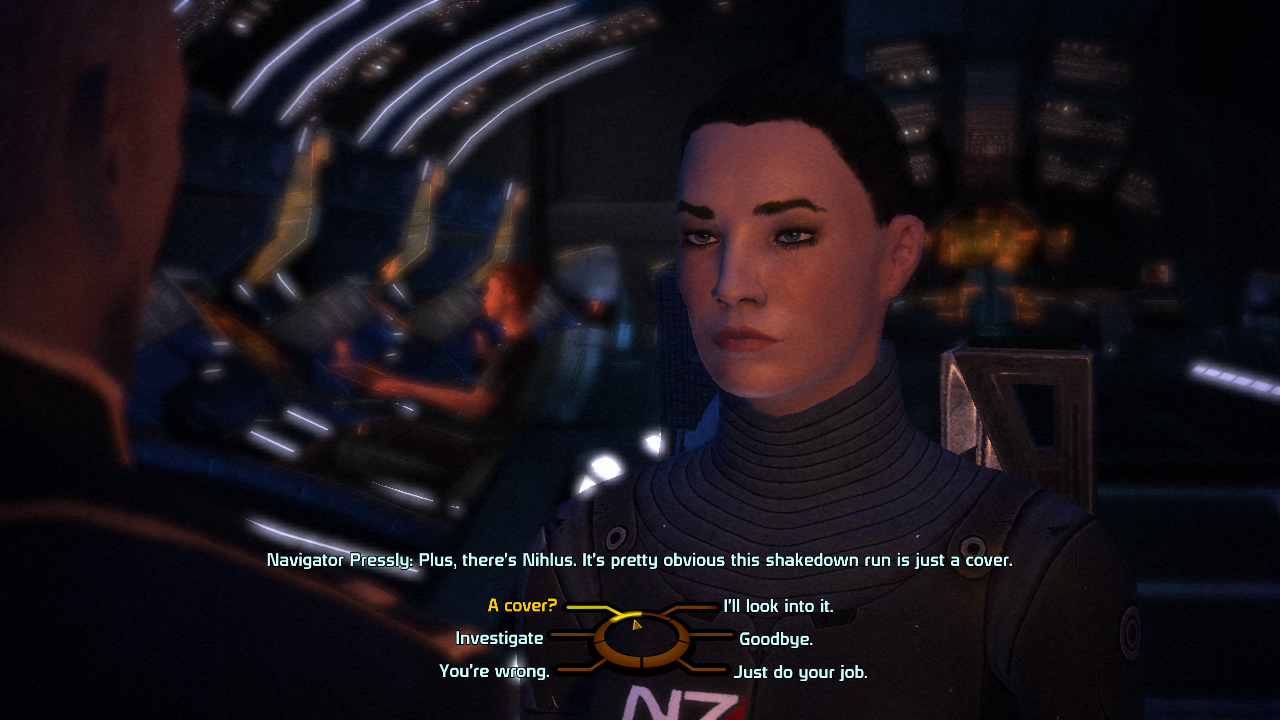 Navigator Pressly: Plus, there's Nihlus. It's pretty obvious this shakedown run is just a cover.
A cover?
I'll look into it.
Investigate
Goodbye.
You're wrong.
Just do your job.
N7